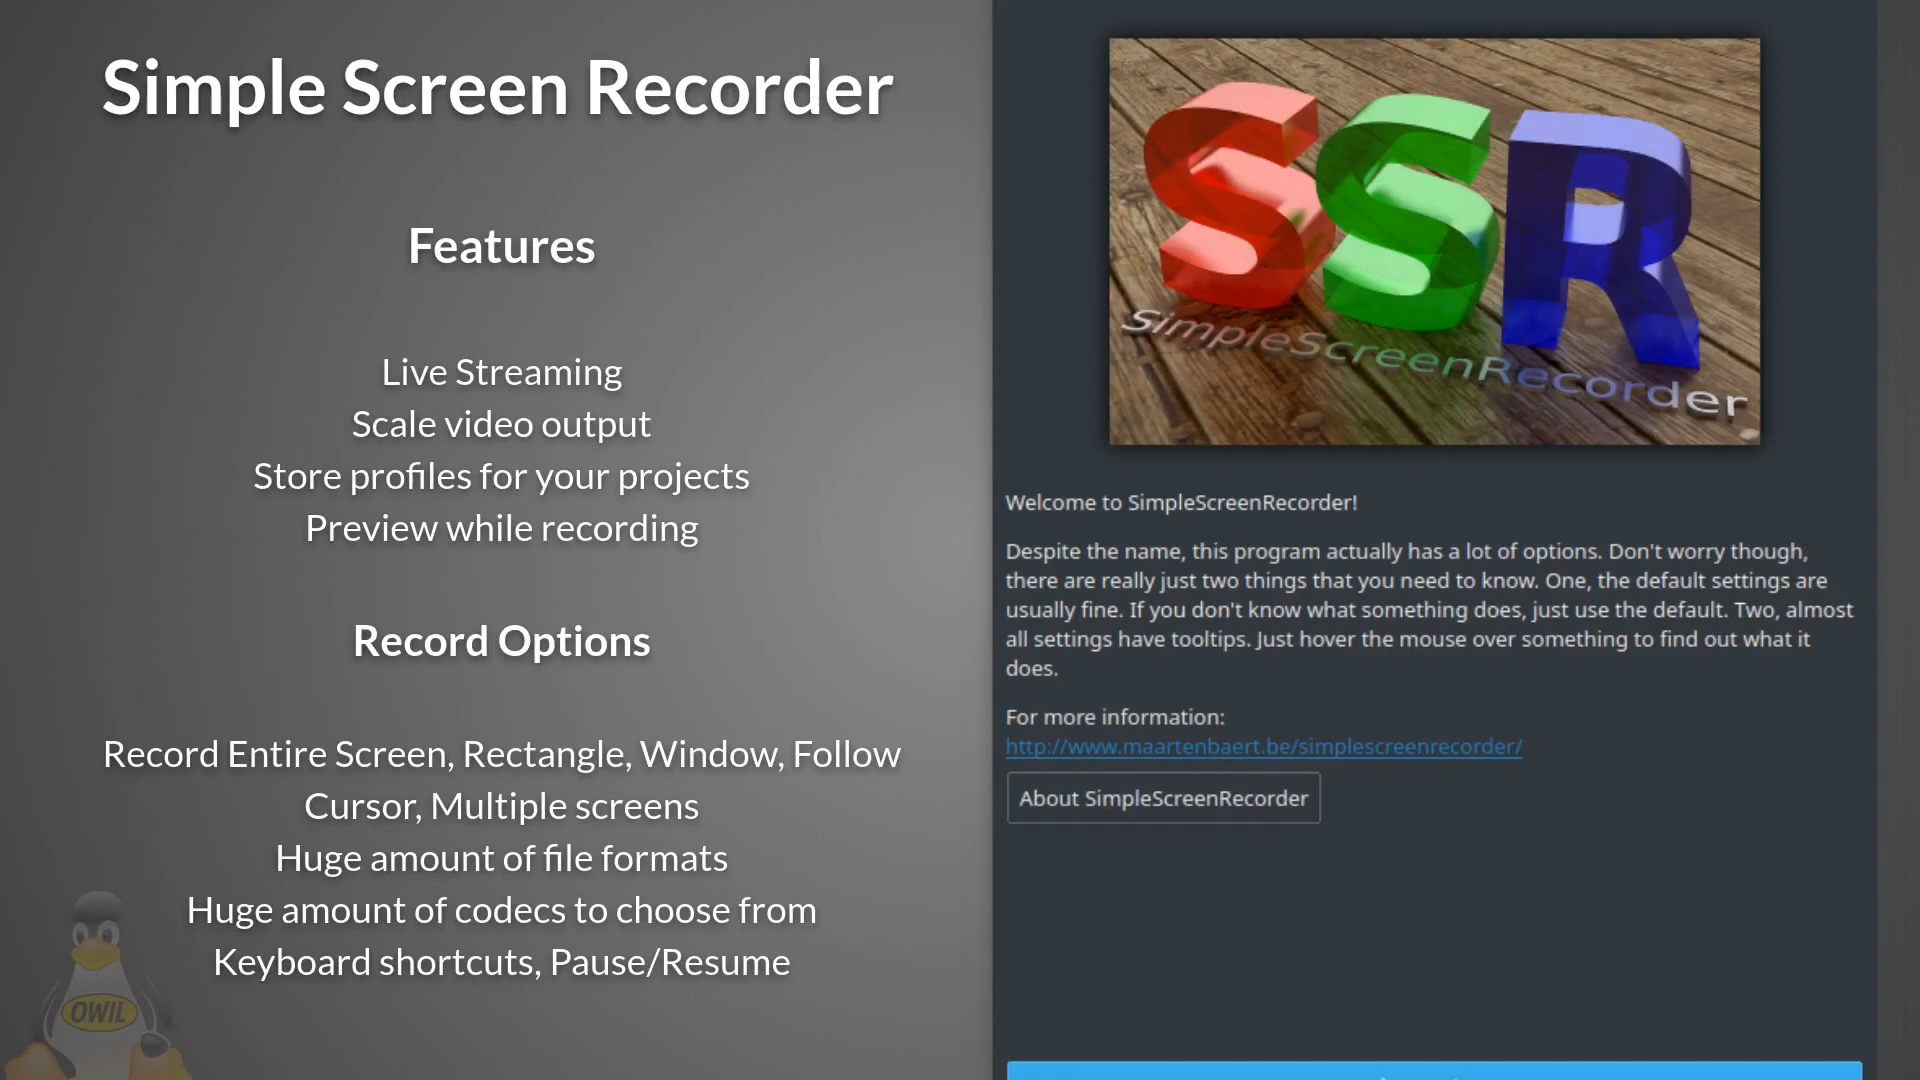 Simple Screen Recorder
Features
Live Streaming
Scale video output
Store profiles for your projects
Preview while recording
Record Options
Record Entire Screen, Rectangle, Window, Follow
Cursor, Multiple screens
Huge amount of file formats
Huge amount of codecs to choose from
Keyboard shortcuts, Pause/Resume
OWIL
SSR
SimpleScreenRecorder
Welcome to SimpleScreenRecorder!
Despite the name, this program actually has a lot of options. Don't worry though,
there are really just two things that you need to know. One, the default settings are
usually fine. If you don't know what something does, just use the default. Two, almost
all settings have tooltips. Just hover the mouse over something to find out what it
does.
For more information:
http://www.maartenbaert.be/simplescreenrecorder/
About SimpleScreenRecorder